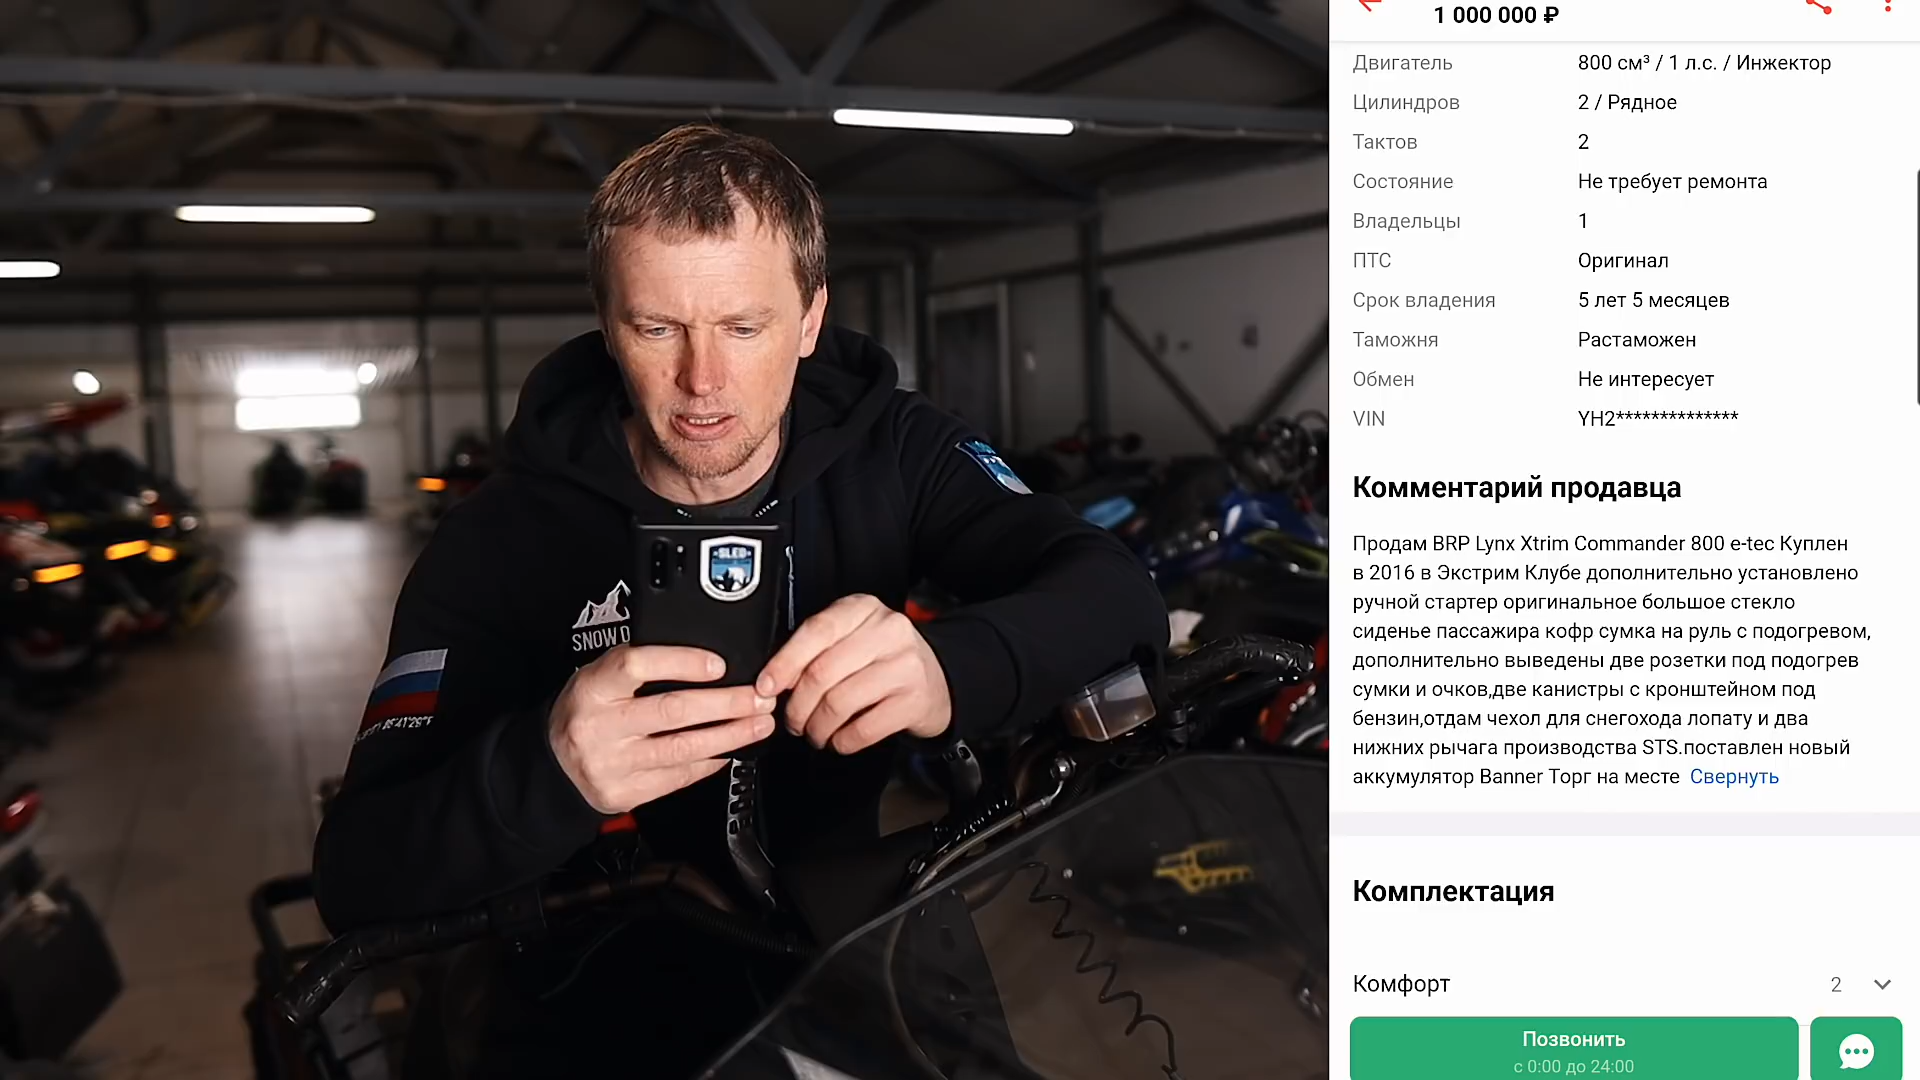 1 000 000 ₽
Двигатель 800 см³ / 1 л.с. / Инжектор
Цилиндров 2 / Рядное
Тактов 2
Состояние Не требует ремонта
Владельцы 1
ПТС Оригинал
Срок владения 5 лет 5 месяцев
Таможня Растаможен
Обмен Не интересует
VIN YH2**************
Комментарий продавца
Продам BRP Lynx Xtrim Commander 800 e-tec Куплен
в 2016 в Экстрим Клубе дополнительно установлено
ручной стартер оригинальное большое стекло
сиденье пассажира кофр сумка на руль с подогревом,
дополнительно выведены две розетки под подогрев
сумки и очков,две канистры с кронштейном под
бензин,отдам чехол для снегохода лопату и два
нижних рычага производства STS.поставлен новый
аккумулятор Banner Торг на месте Свернуть
Комплектация
Комфорт 2
Позвонить
с 0:00 до 24:00
SLED
SNOW D